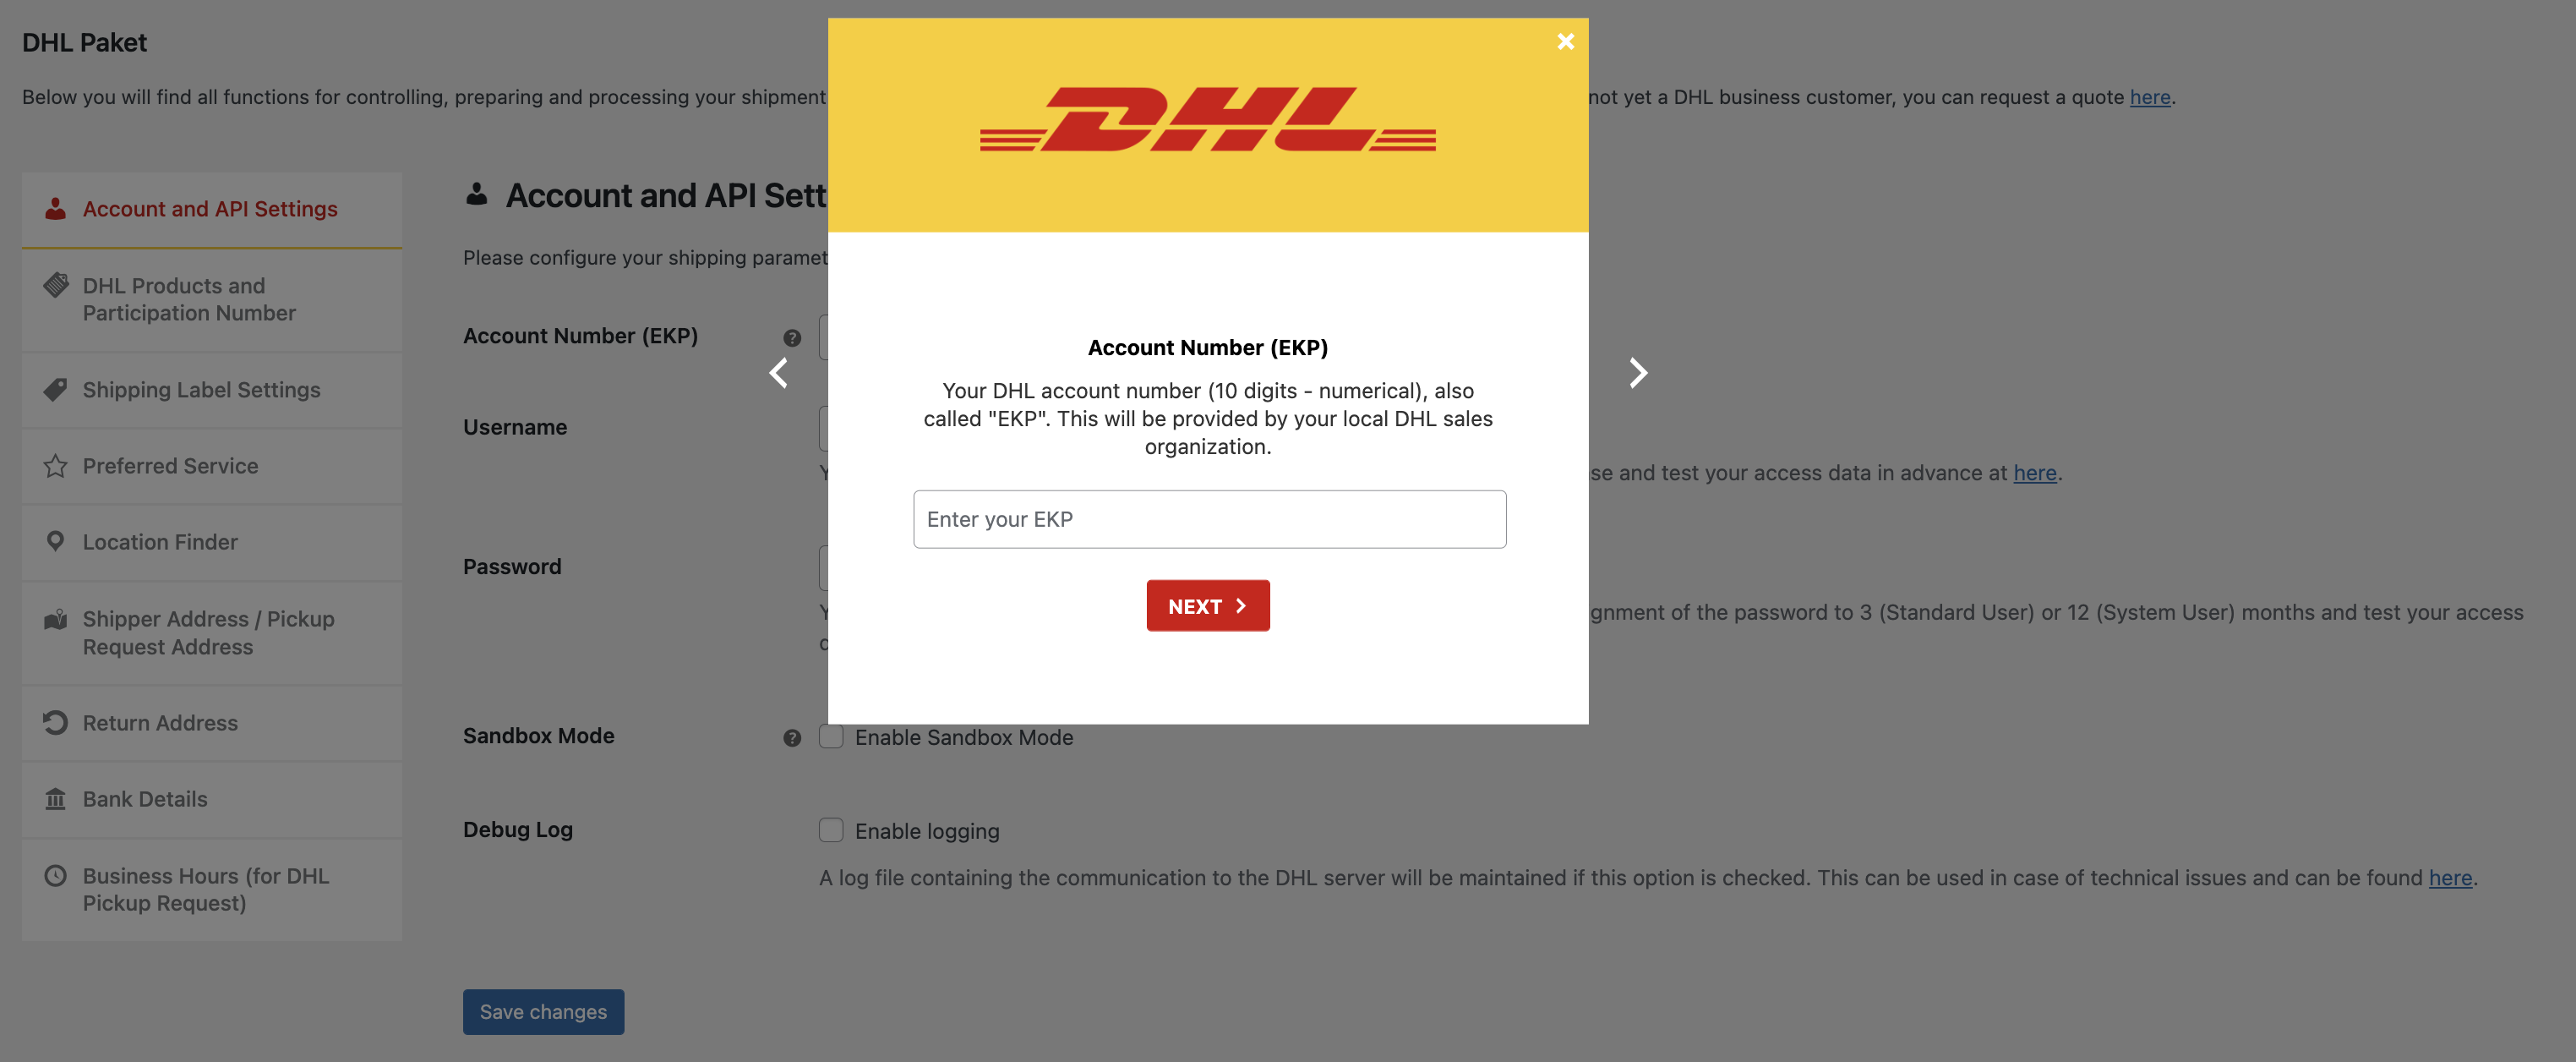 DHL Paket
Below you will find all functions for controlling, preparing and processing your shipment
not yet a DHL business customer, you can request a quote here.
Account and API Settings
DHL Products and
Participation Number
Shipping Label Settings
Preferred Service
Location Finder
Shipper Address / Pickup
Request Address
Return Address
Bank Details
Business Hours (for DHL
Pickup Request)
Account and API Sett
Please configure your shipping paramet
Account Number (EKP)
Username
se and test your access data in advance at here.
Password
gnment of the password to 3 (Standard User) or 12 (System User) months and test your access
Sandbox Mode
Enable Sandbox Mode
Debug Log
Enable logging
A log file containing the communication to the DHL server will be maintained if this option is checked. This can be used in case of technical issues and can be found here.
Save changes
DHL
Account Number (EKP)
Your DHL account number (10 digits - numerical), also
called "EKP". This will be provided by your local DHL sales
organization.
Enter your EKP
NEXT